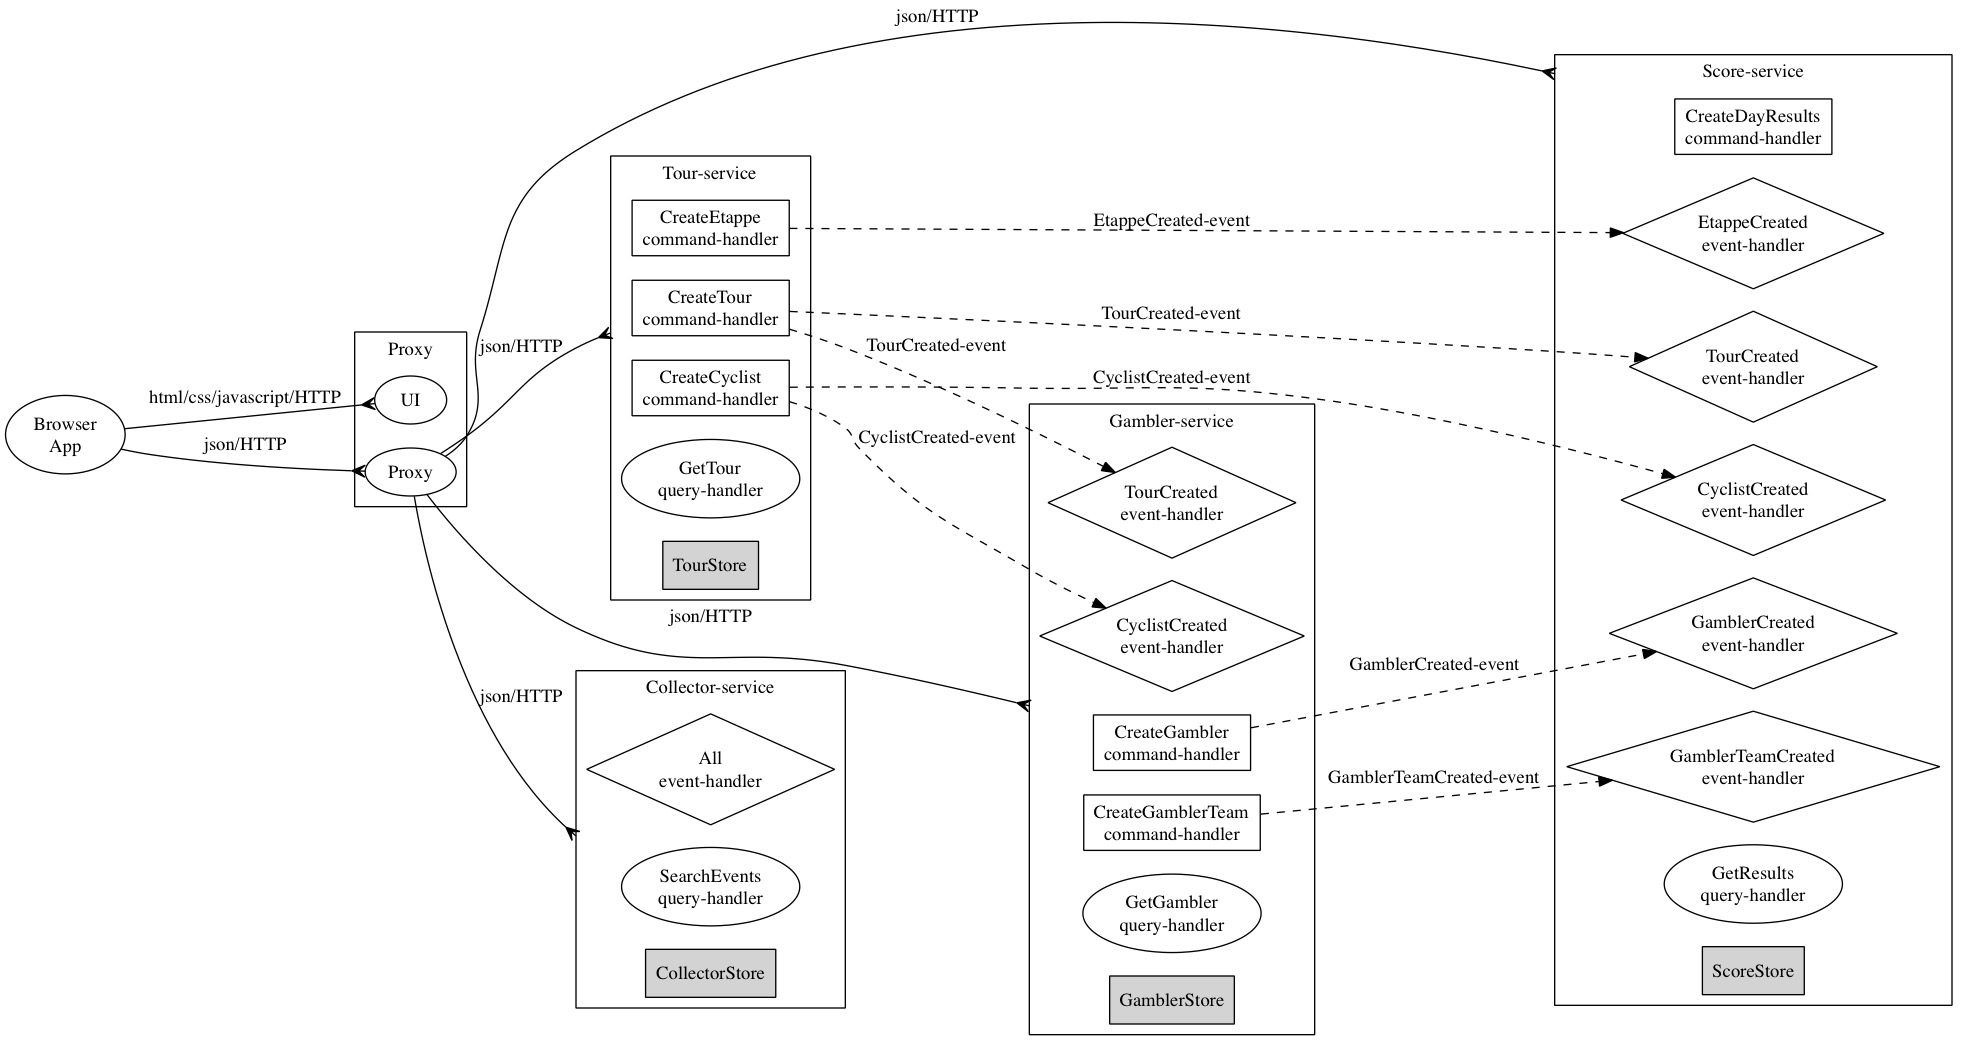 json/HTTP
Score-service
CreateDayResults
command-handler
Tour-service
CreateEtappe
command-handler
EtappeCreated-event
EtappeCreated
event-handler
CreateTour
command-handler
TourCreated-event
TourCreated-event
TourCreated
event-handler
json/HTTP
Proxy
UI
html/css/javascript/HTTP
Browser
App
json/HTTP
Proxy
CreateCyclist
command-handler
CyclistCreated-event
CyclistCreated-event
CyclistCreated
event-handler
GetTour
query-handler
TourStore
json/HTTP
Gambler-service
TourCreated
event-handler
CyclistCreated
event-handler
GamblerCreated-event
GamblerCreated
event-handler
json/HTTP
Collector-service
All
event-handler
SearchEvents
query-handler
CollectorStore
CreateGambler
command-handler
CreateGamblerTeam
command-handler
GamblerTeamCreated-event
GamblerTeamCreated
event-handler
GetGambler
query-handler
GamblerStore
GetResults
query-handler
ScoreStore